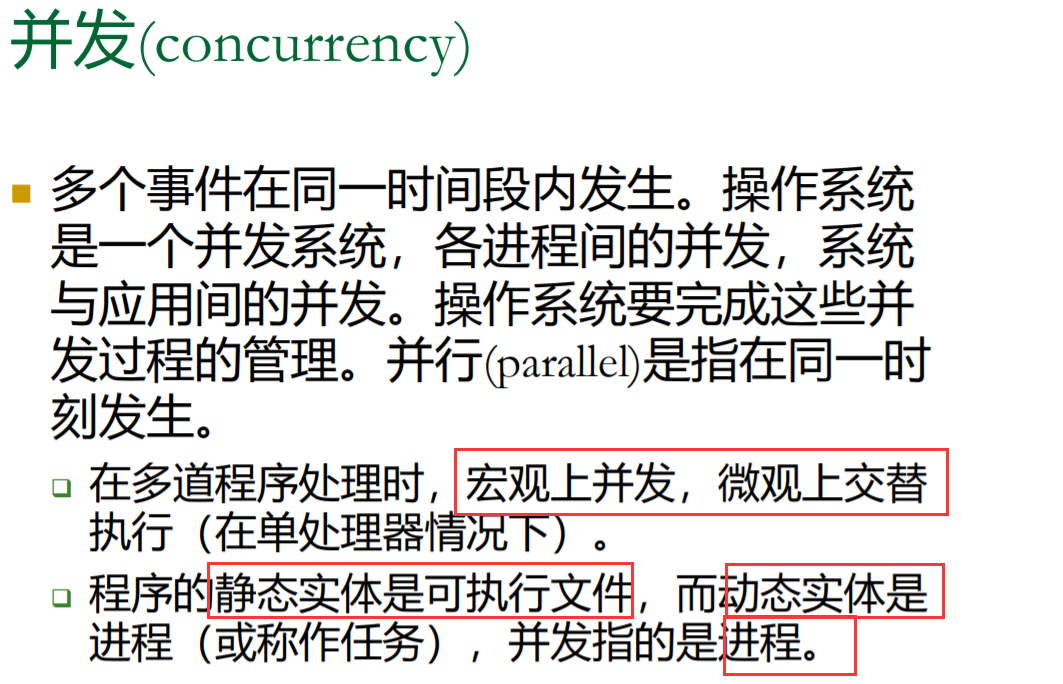 并发(concurrency)
多个事件在同一时间段内发生。操作系统
是一个并发系统，各进程间的并发，系统
与应用间的并发。操作系统要完成这些并
发过程的管理。并行(parallel)是指在同一时
刻发生。
在多道程序处理时，宏观上并发，微观上交替
执行（在单处理器情况下）。
程序的静态实体是可执行文件，而动态实体是
进程（或称作任务），并发指的是进程。